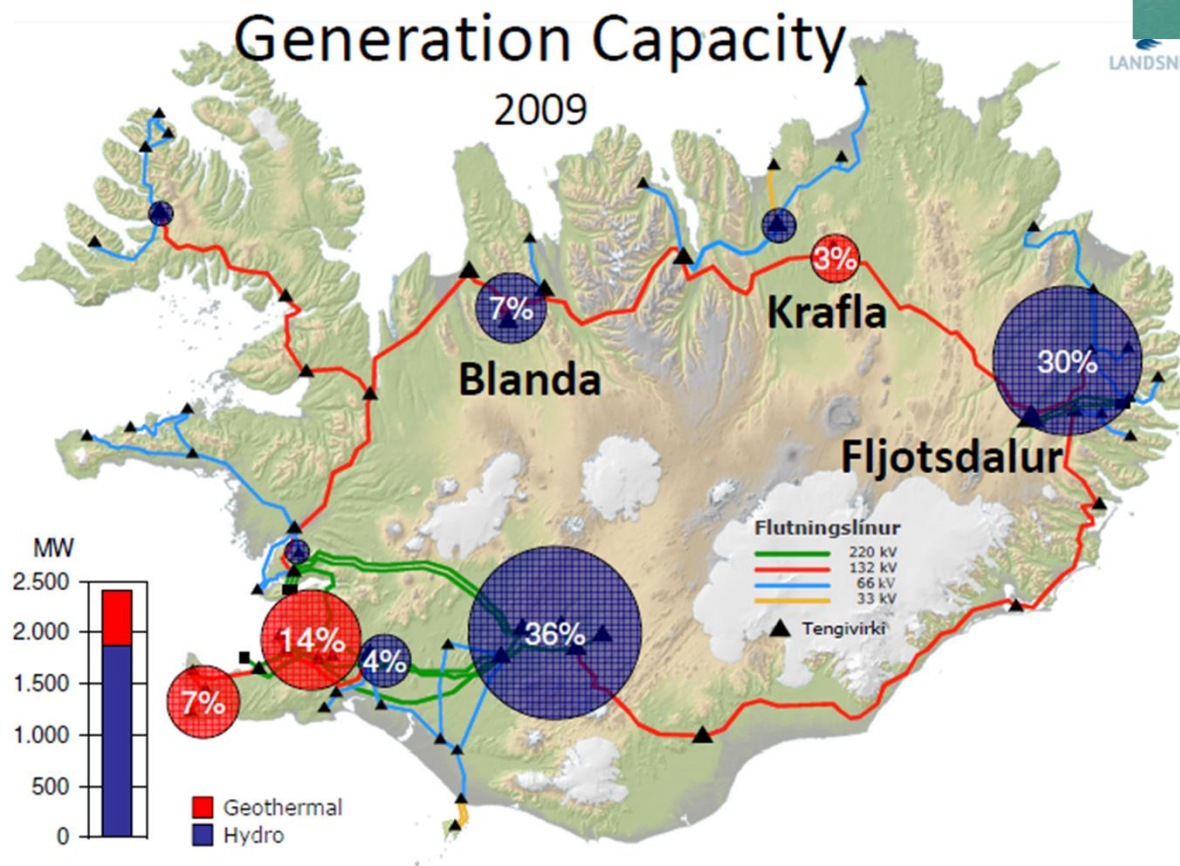 Generation Capacity
2009
LANDSN
3%
Krafla
7%
Blanda
30%
Fljotsdalur
Flutningslínur
220 kV
132 kV
66 kV
33 kV
Tengivirki
36%
14%
4%
7%
MW
2.500
2.000
1.500
1.000
500
0
Geothermal
Hydro